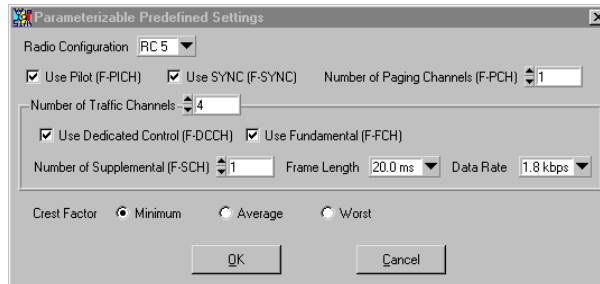 Parameterizable Predefined Settings
Radio Configuration RC 5
Use Pilot (F-PICH) Use SYNC (F-SYNC) Number of Paging Channels (F-PCH) 1
Number of Traffic Channels 4
Use Dedicated Control (F-DCCH) Use Fundamental (F-FCH)
Number of Supplemental (F-SCH) 1 Frame Length 20.0 ms Data Rate 1.8 kbps
Crest Factor Minimum Average Worst
OK Cancel